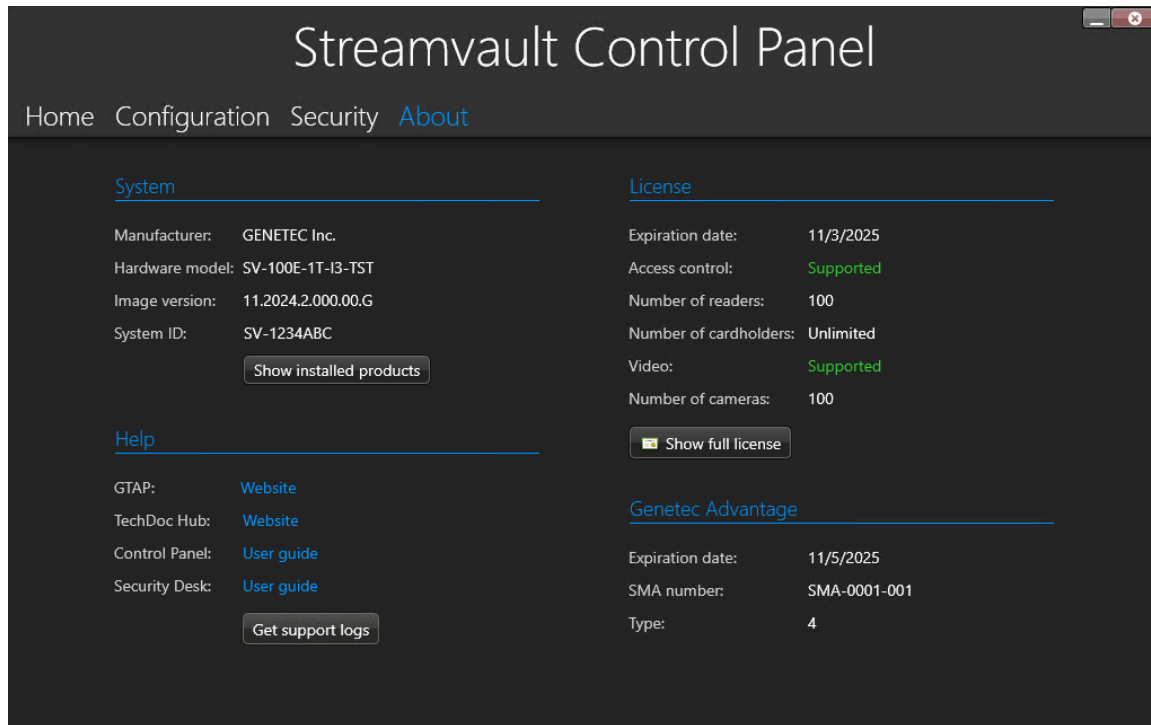 Streamvault Control Panel
Home Configuration Security About
System
Manufacturer: GENETEC Inc.
Hardware model: SV-100E-1T-I3-TST
Image version: 11.2024.2.000.00.G
System ID: SV-1234ABC
Show installed products
Help
GTAP: Website
TechDoc Hub: Website
Control Panel: User guide
Security Desk: User guide
Get support logs
License
Expiration date: 11/3/2025
Access control: Supported
Number of readers: 100
Number of cardholders: Unlimited
Video: Supported
Number of cameras: 100
Show full license
Genetec Advantage
Expiration date: 11/5/2025
SMA number: SMA-0001-001
Type: 4